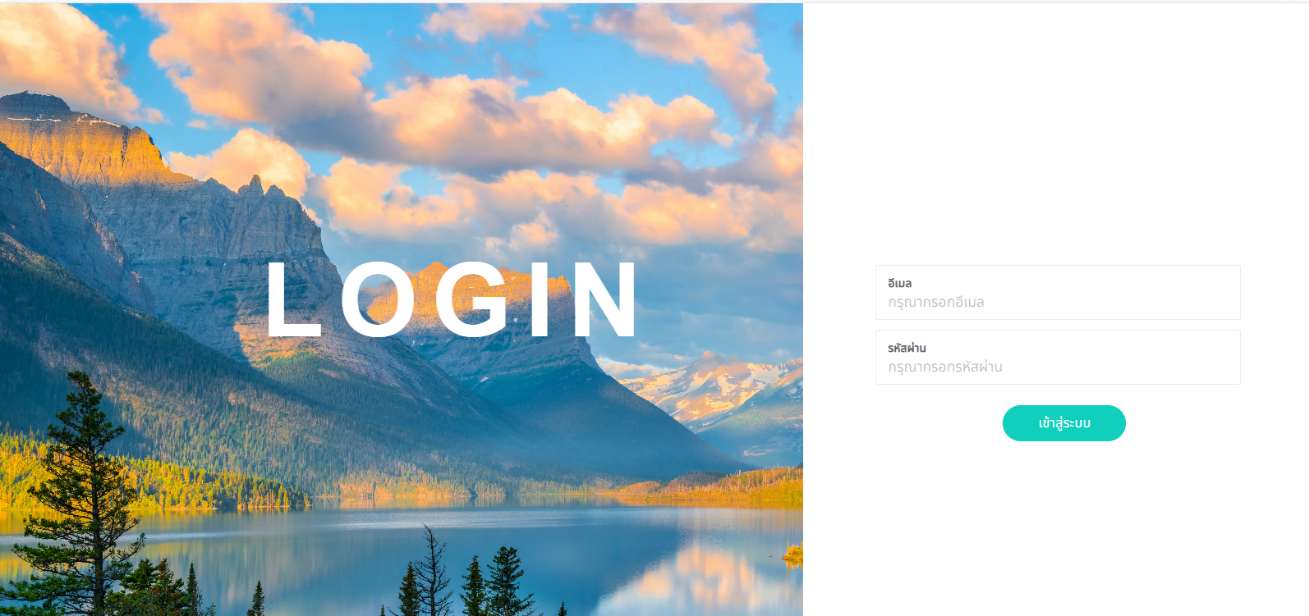 LOGIN
อีเมล
กรุณากรอกอีเมล
รหัสผ่าน
กรุณากรอกรหัสผ่าน
เข้าสู่ระบบ